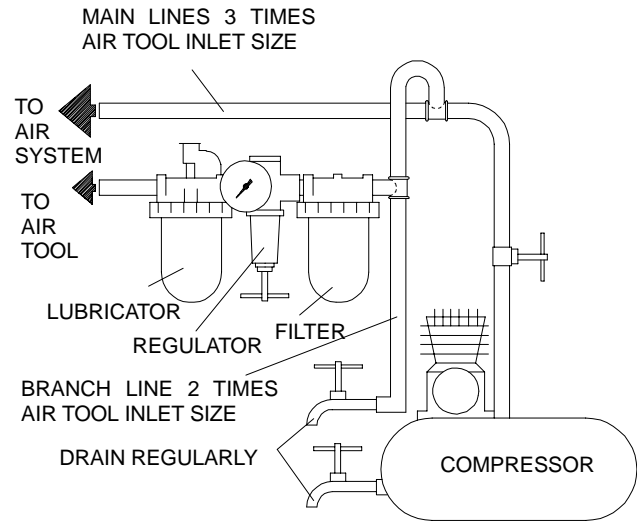 MAIN LINES 3 TIMES
AIR TOOL INLET SIZE
TO
AIR
SYSTEM
TO
AIR
TOOL
LUBRICATOR
REGULATOR
FILTER
BRANCH LINE 2 TIMES
AIR TOOL INLET SIZE
DRAIN REGULARLY
COMPRESSOR